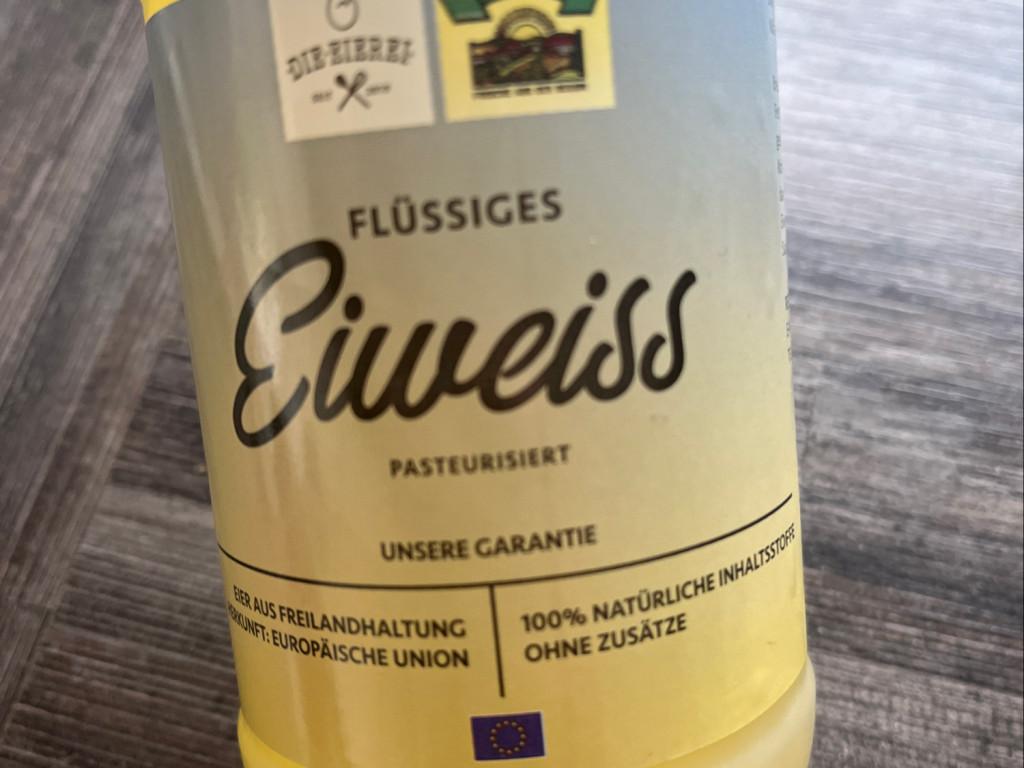 DIE·EIEREI
FLÜSSIGES
Eiweiss
PASTEURISIERT
UNSERE GARANTIE
EIER AUS FREILANDHALTUNG
HERKUNFT: EUROPÄISCHE UNION
100% NATÜRLICHE INHALTSSTOFFE
OHNE ZUSÄTZE